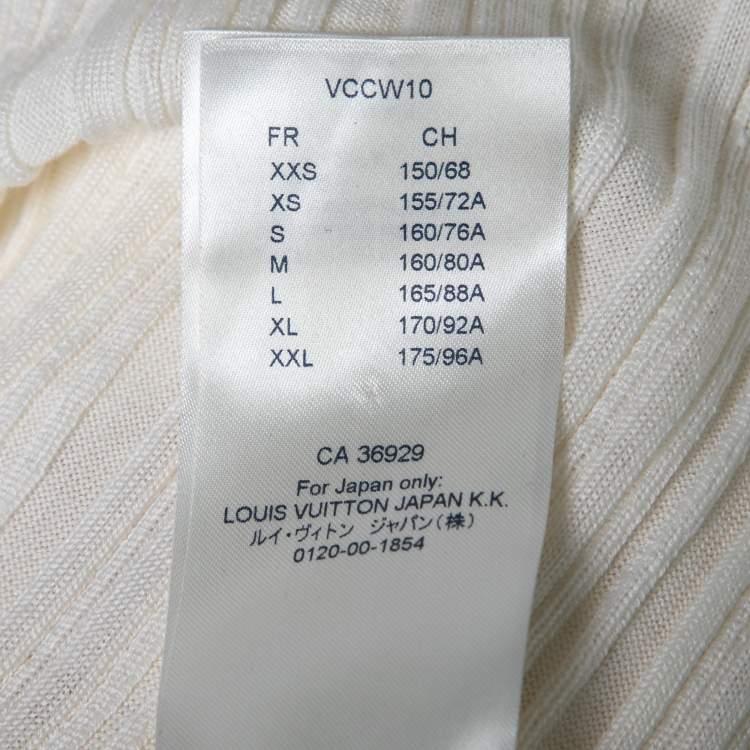 VCCW10
FR CH
XXS 150/68
XS 155/72A
S 160/76A
M 160/80A
L 165/88A
XL 170/92A
XXL 175/96A
CA 36929
For Japan only:
LOUIS VUITTON JAPAN K.K.
ルイ・ヴィトン ジャパン(株)
0120-00-1854